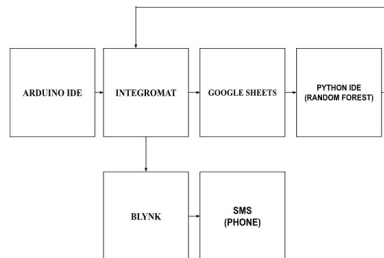 ARDUINO IDE
INTEGROMAT
GOOGLE SHEETS
PYTHON IDE
(RANDOM FOREST)
BLYNK
SMS
(PHONE)